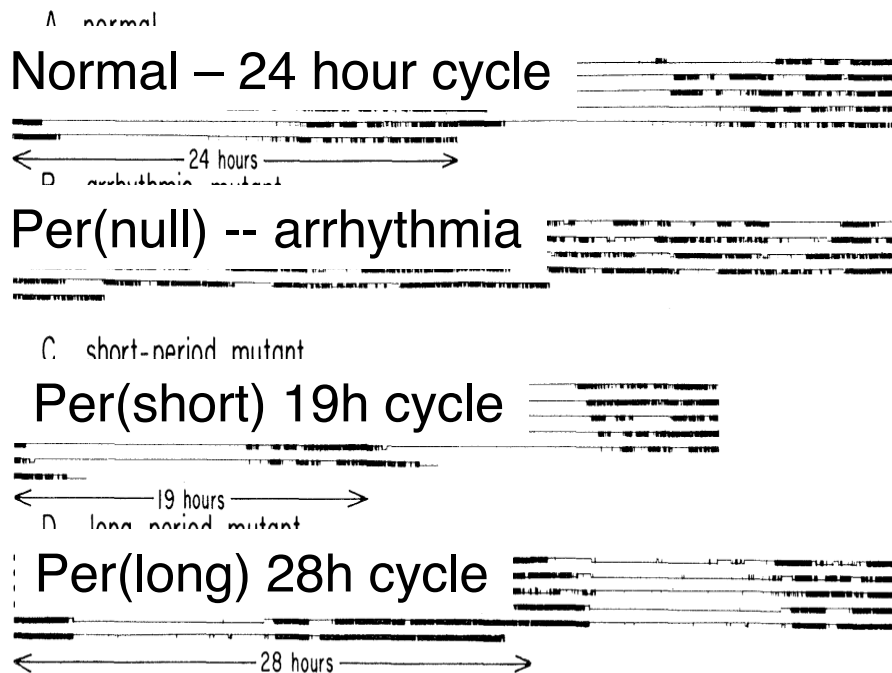 A normal
Normal – 24 hour cycle
24 hours
B arrhythmic mutant
Per(null) -- arrhythmia
C short-period mutant
Per(short) 19h cycle
19 hours
D long period mutant
Per(long) 28h cycle
28 hours